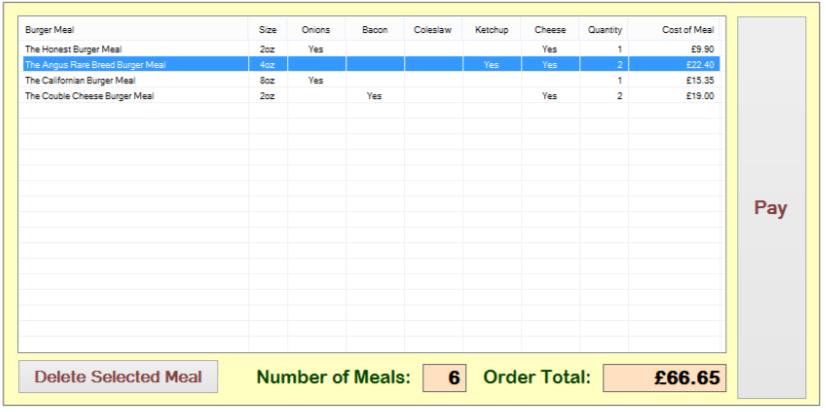 Burger Meal Size Onions Bacon Coleslaw Ketchup Cheese Quantity Cost of Meal
The Honest Burger Meal 2oz Yes Yes 1 £9.90
The Angus Rare Breed Burger Meal 4oz Yes Yes 2 £22.40
The Californian Burger Meal 8oz Yes 1 £15.35
The Couble Cheese Burger Meal 2oz Yes Yes 2 £19.00
Pay
Delete Selected Meal Number of Meals: 6 Order Total: £66.65